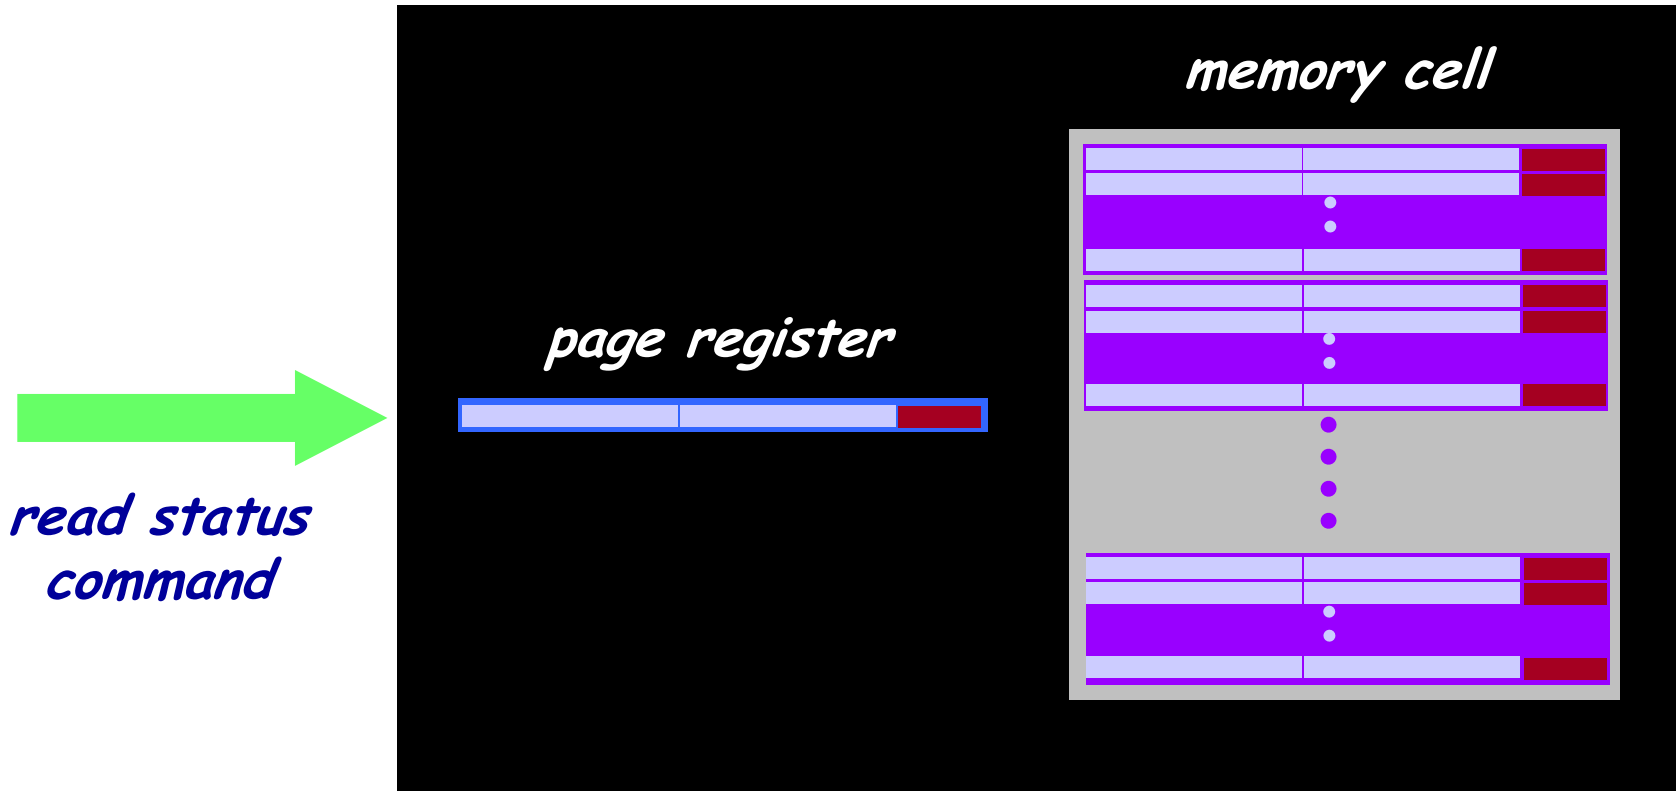 memory cell
page register
read status
command